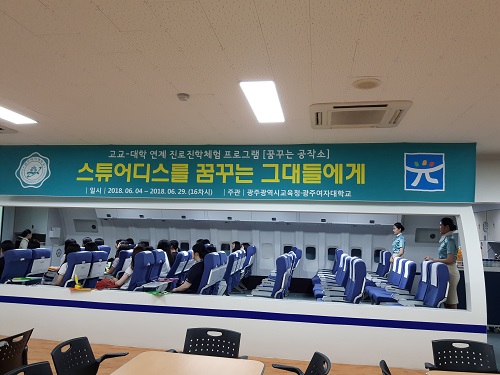 고교-대학 연계 진로진학체험 프로그램 [꿈꾸는 공작소]
스튜어디스를 꿈꾸는 그대들에게
| 일시 | 2018. 06. 04 – 2018. 06. 29. (16차시) | 주관 | 광주광역시교육청·광주여자대학교